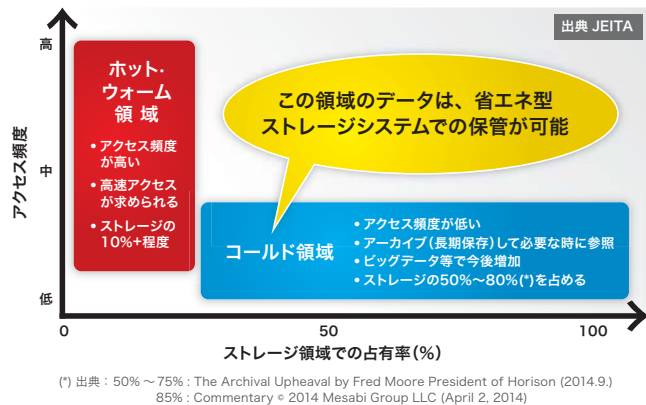 出典 JEITA
高
中
低
アクセス頻度
ホット・
ウォーム
領 域
• アクセス頻度
が高い
• 高速アクセス
が求められる
• ストレージの
10%+程度
この領域のデータは、省エネ型
ストレージシステムでの保管が可能
コールド領域
• アクセス頻度が低い
• アーカイブ(長期保存)して必要な時に参照
• ビッグデータ等で今後増加
• ストレージの50%〜80%(*)を占める
0
50
100
ストレージ領域での占有率(%)
(*) 出典:50% 〜 75% : The Archival Upheaval by Fred Moore President of Horison (2014.9.)
85% : Commentary © 2014 Mesabi Group LLC (April 2, 2014)